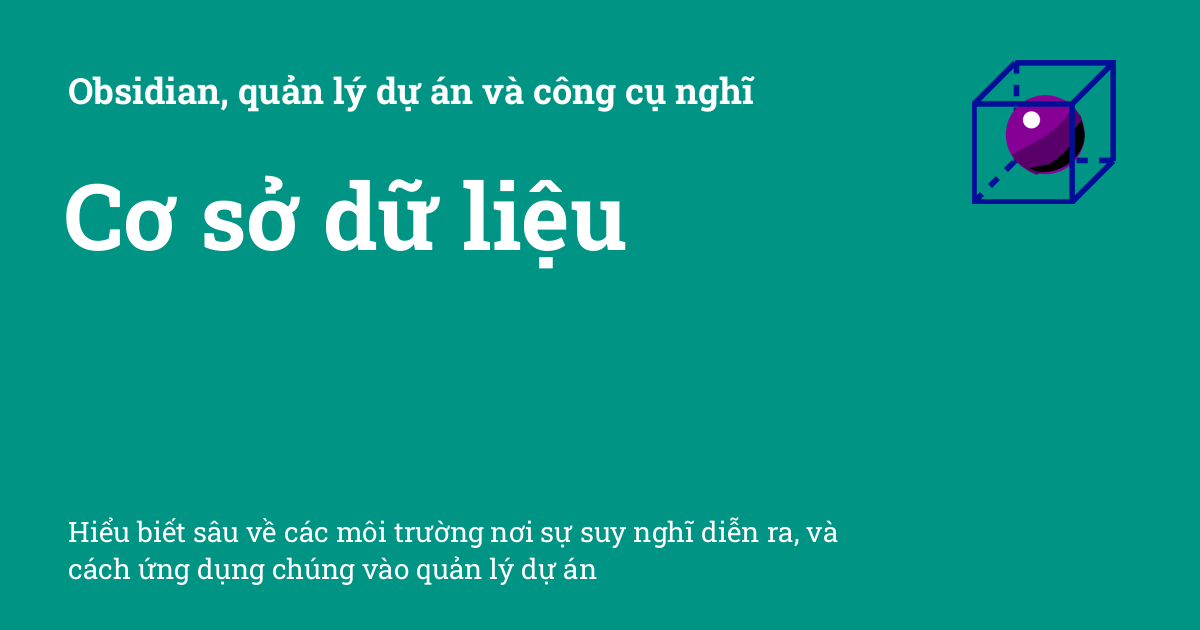 Obsidian, quản lý dự án và công cụ nghĩ
Cơ sở dữ liệu
Hiểu biết sâu về các môi trường nơi sự suy nghĩ diễn ra, và
cách ứng dụng chúng vào quản lý dự án